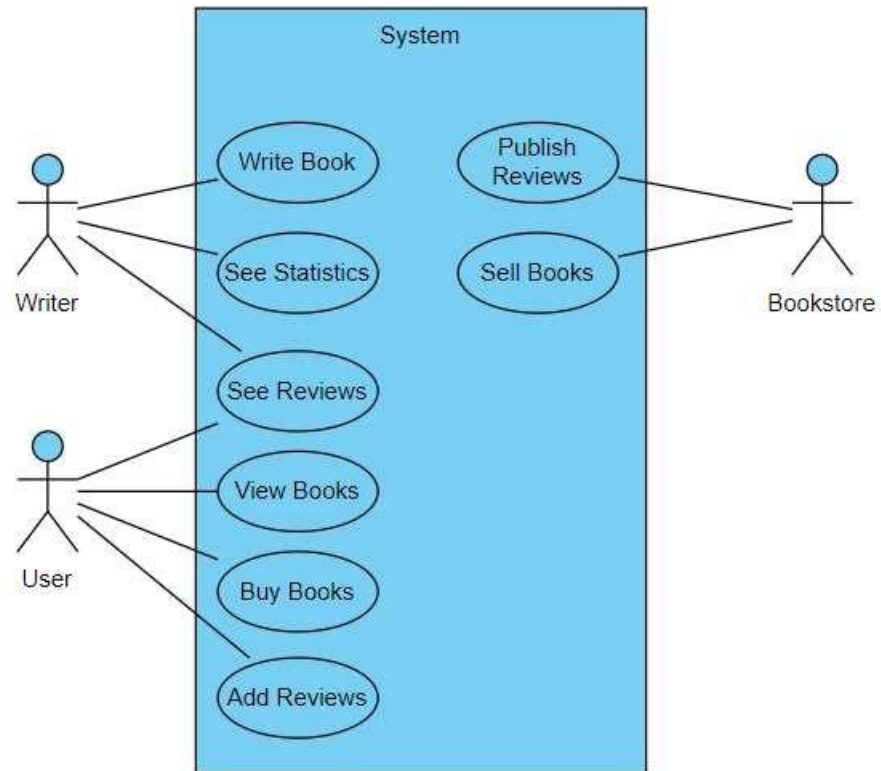 System
Write Book
Publish
Reviews
See Statistics
Sell Books
Writer
Bookstore
See Reviews
View Books
User
Buy Books
Add Reviews